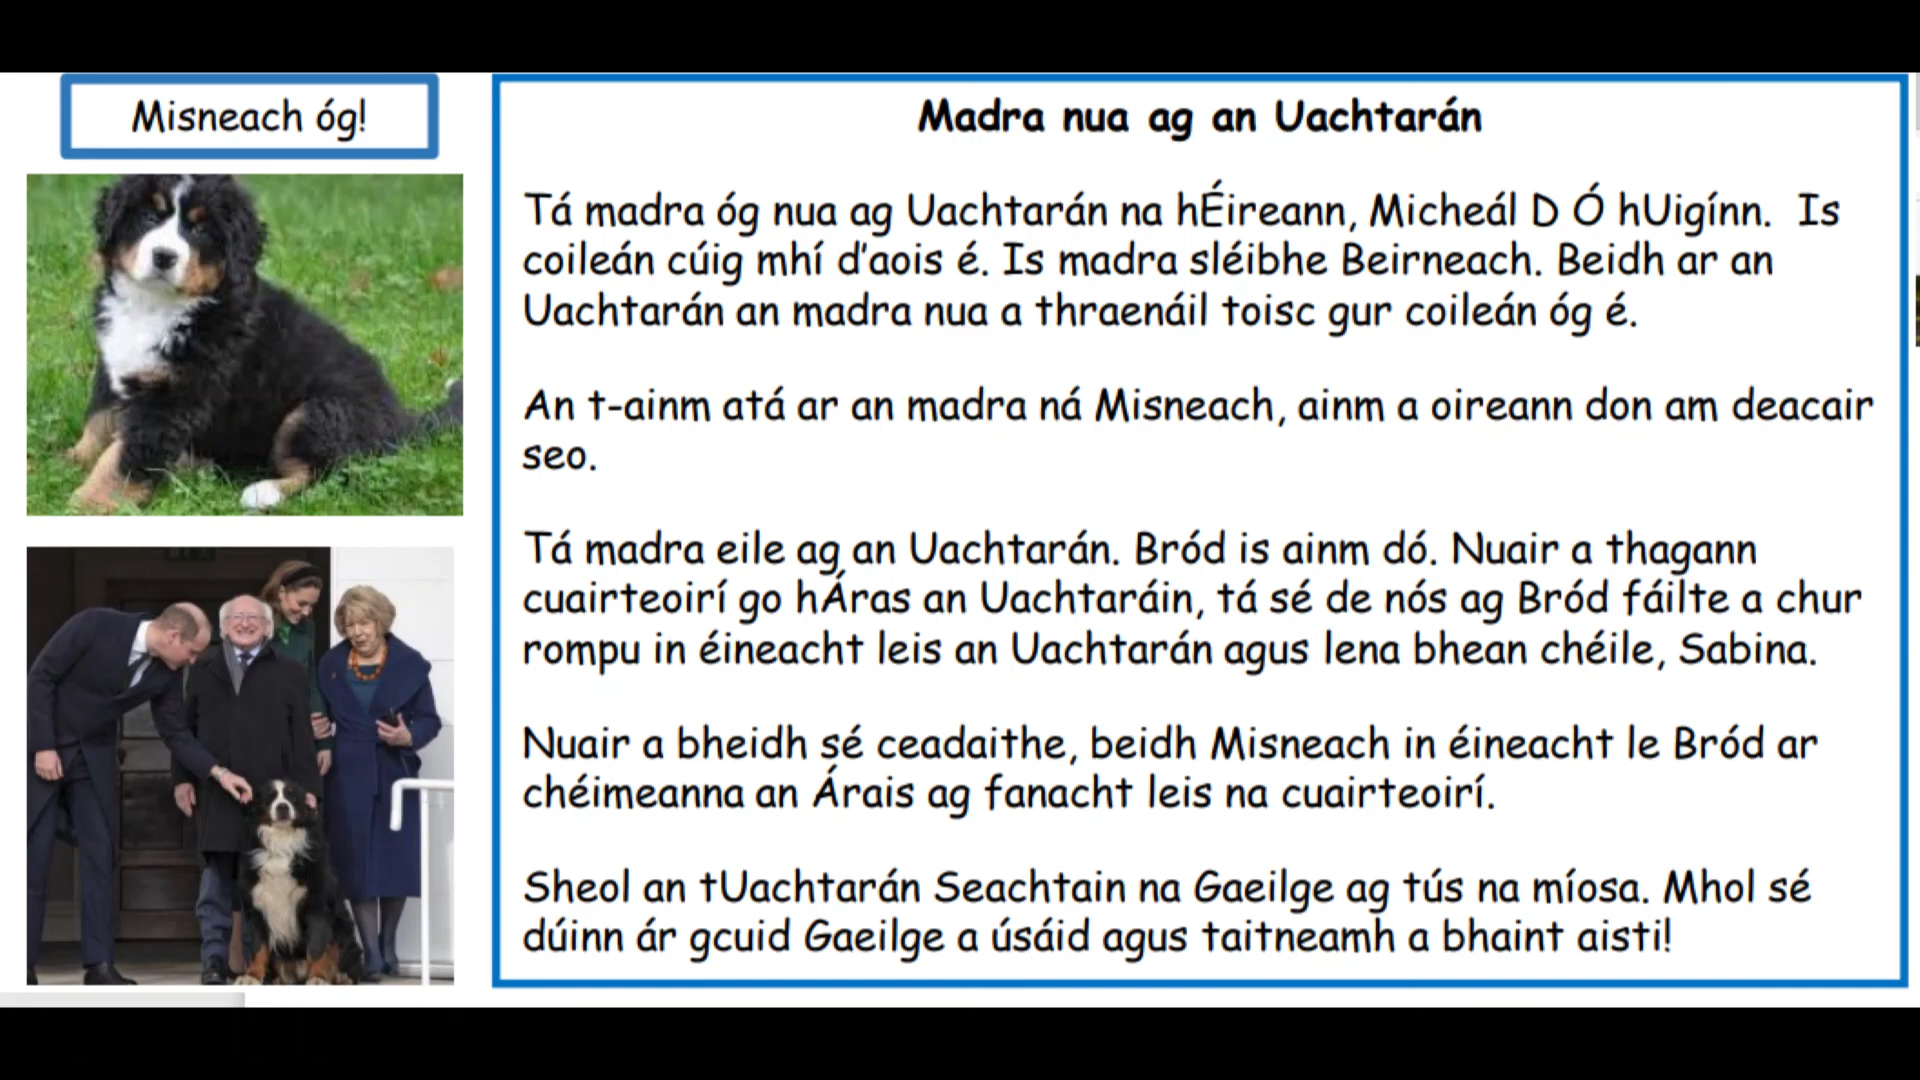 Misneach óg!
Madra nua ag an Uachtarán
Tá madra óg nua ag Uachtarán na hÉireann, Micheál D Ó hUigínn. Is
coileán cúig mhí d'aois é. Is madra sléibhe Beirneach. Beidh ar an
Uachtarán an madra nua a thraenáil toisc gur coileán óg é.
An t-ainm atá ar an madra ná Misneach, ainm a oireann don am deacair
seo.
Tá madra eile ag an Uachtarán. Bród is ainm dó. Nuair a thagann
cuairteoirí go hÁras an Uachtaráin, tá sé de nós ag Bród fáilte a chur
rompu in éineacht leis an Uachtarán agus lena bhean chéile, Sabina.
Nuair a bheidh sé ceadaithe, beidh Misneach in éineacht le Bród ar
chéimeanna an Árais ag fanacht leis na cuairteoirí.
Sheol an tUachtarán Seachtain na Gaeilge ag tús na míosa. Mhol sé
dúinn ár gcuid Gaeilge a úsáid agus taitneamh a bhaint aisti!